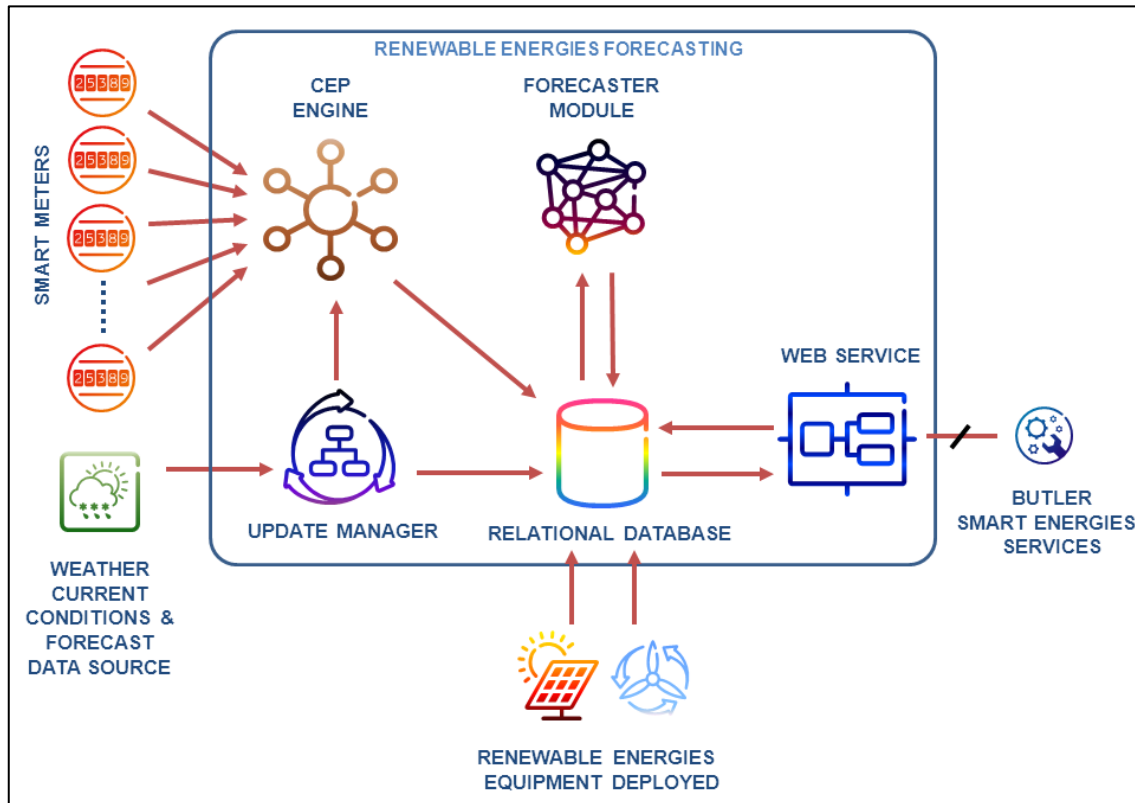 RENEWABLE ENERGIES FORECASTING
CEP
ENGINE
FORECASTER
MODULE
SMART METERS
25389
25389
25389
25389
WEB SERVICE
UPDATE MANAGER
RELATIONAL DATABASE
BUTLER
SMART ENERGIES
SERVICES
WEATHER
CURRENT
CONDITIONS &
FORECAST
DATA SOURCE
RENEWABLE ENERGIES
EQUIPMENT DEPLOYED